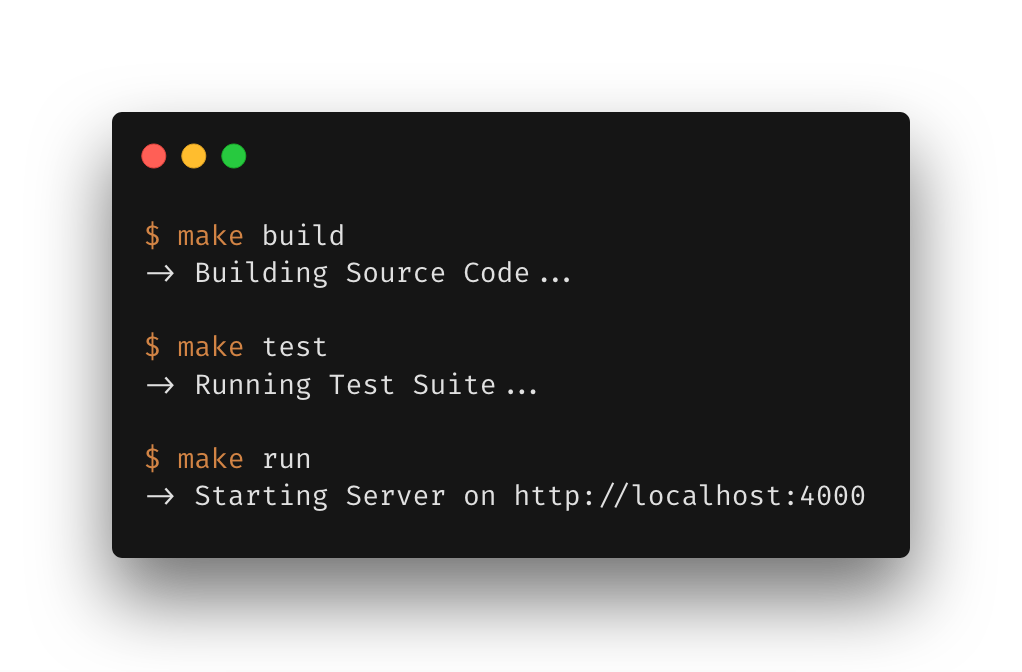 $ make build
→ Building Source Code...
$ make test
→ Running Test Suite...
$ make run
→ Starting Server on http://localhost:4000